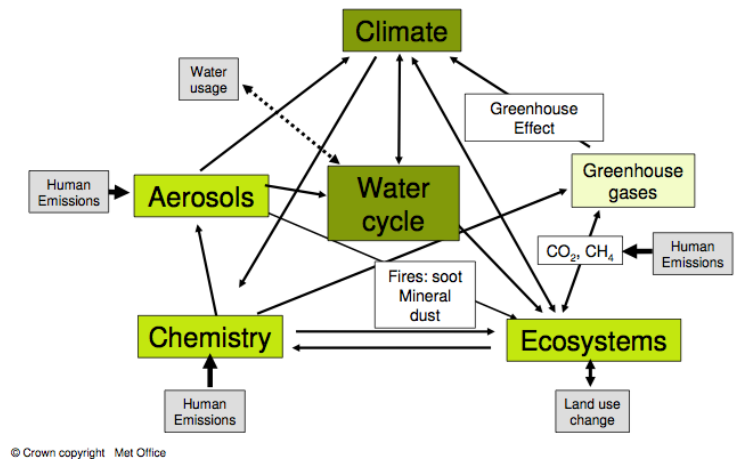 Climate
Water
usage
Greenhouse
Effect
Human
Emissions
Aerosols
Water
cycle
Greenhouse
gases
CO₂, CH₄
Human
Emissions
Fires: soot
Mineral
dust
Chemistry
Ecosystems
Human
Emissions
Land use
change
© Crown copyright   Met Office